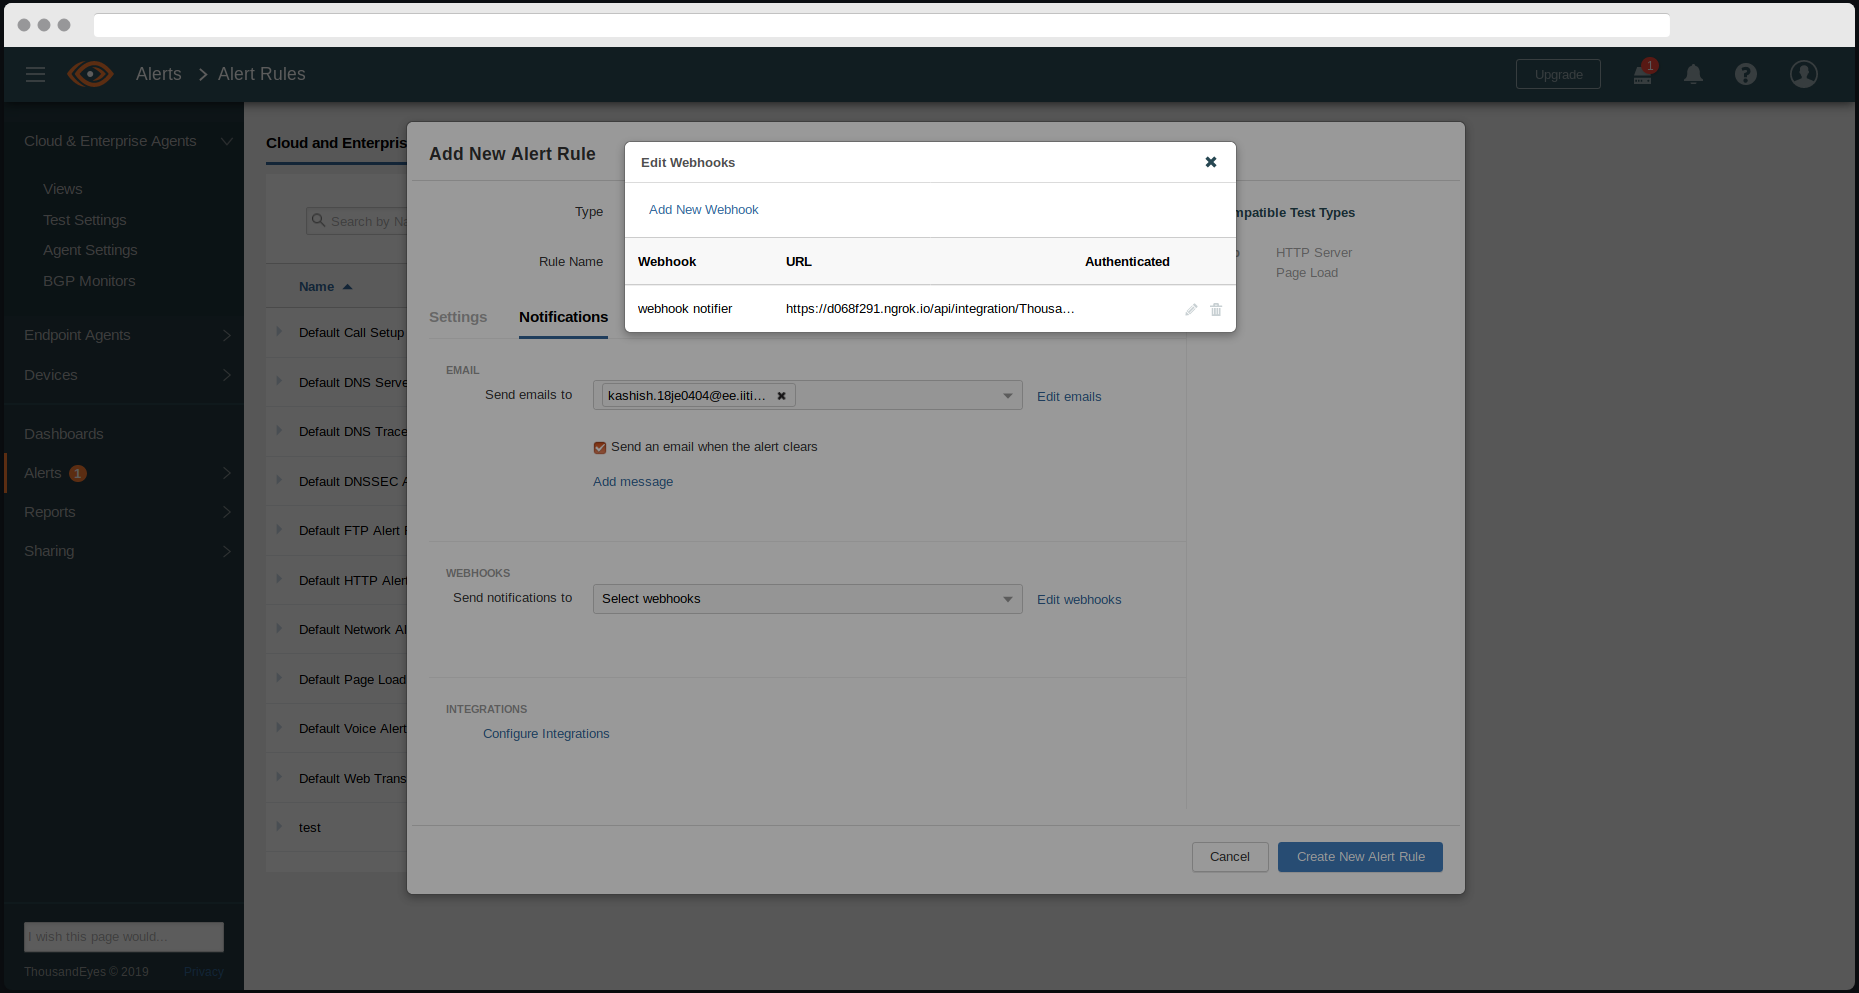 Alerts > Alert Rules
Upgrade
1
Cloud & Enterprise Agents
Views
Test Settings
Agent Settings
BGP Monitors
Endpoint Agents
Devices
Dashboards
Alerts 1
Reports
Sharing
I wish this page would...
ThousandEyes © 2019 Privacy
Cloud and Enterpris
Search by Na
Name
Default Call Setup
Default DNS Serve
Default DNS Trace
Default DNSSEC A
Default FTP Alert
Default HTTP Alert
Default Network Al
Default Page Load
Default Voice Alert
Default Web Trans
test
Add New Alert Rule
Type
Rule Name
Settings Notifications
mpatible Test Types
HTTP Server
Page Load
Edit Webhooks
Add New Webhook
Webhook URL Authenticated
webhook notifier https://d068f291.ngrok.io/api/integration/Thousa...
EMAIL
Send emails to kashish.18je0404@ee.iiti... Edit emails
Send an email when the alert clears
Add message
WEBHOOKS
Send notifications to Select webhooks Edit webhooks
INTEGRATIONS
Configure Integrations
Cancel Create New Alert Rule